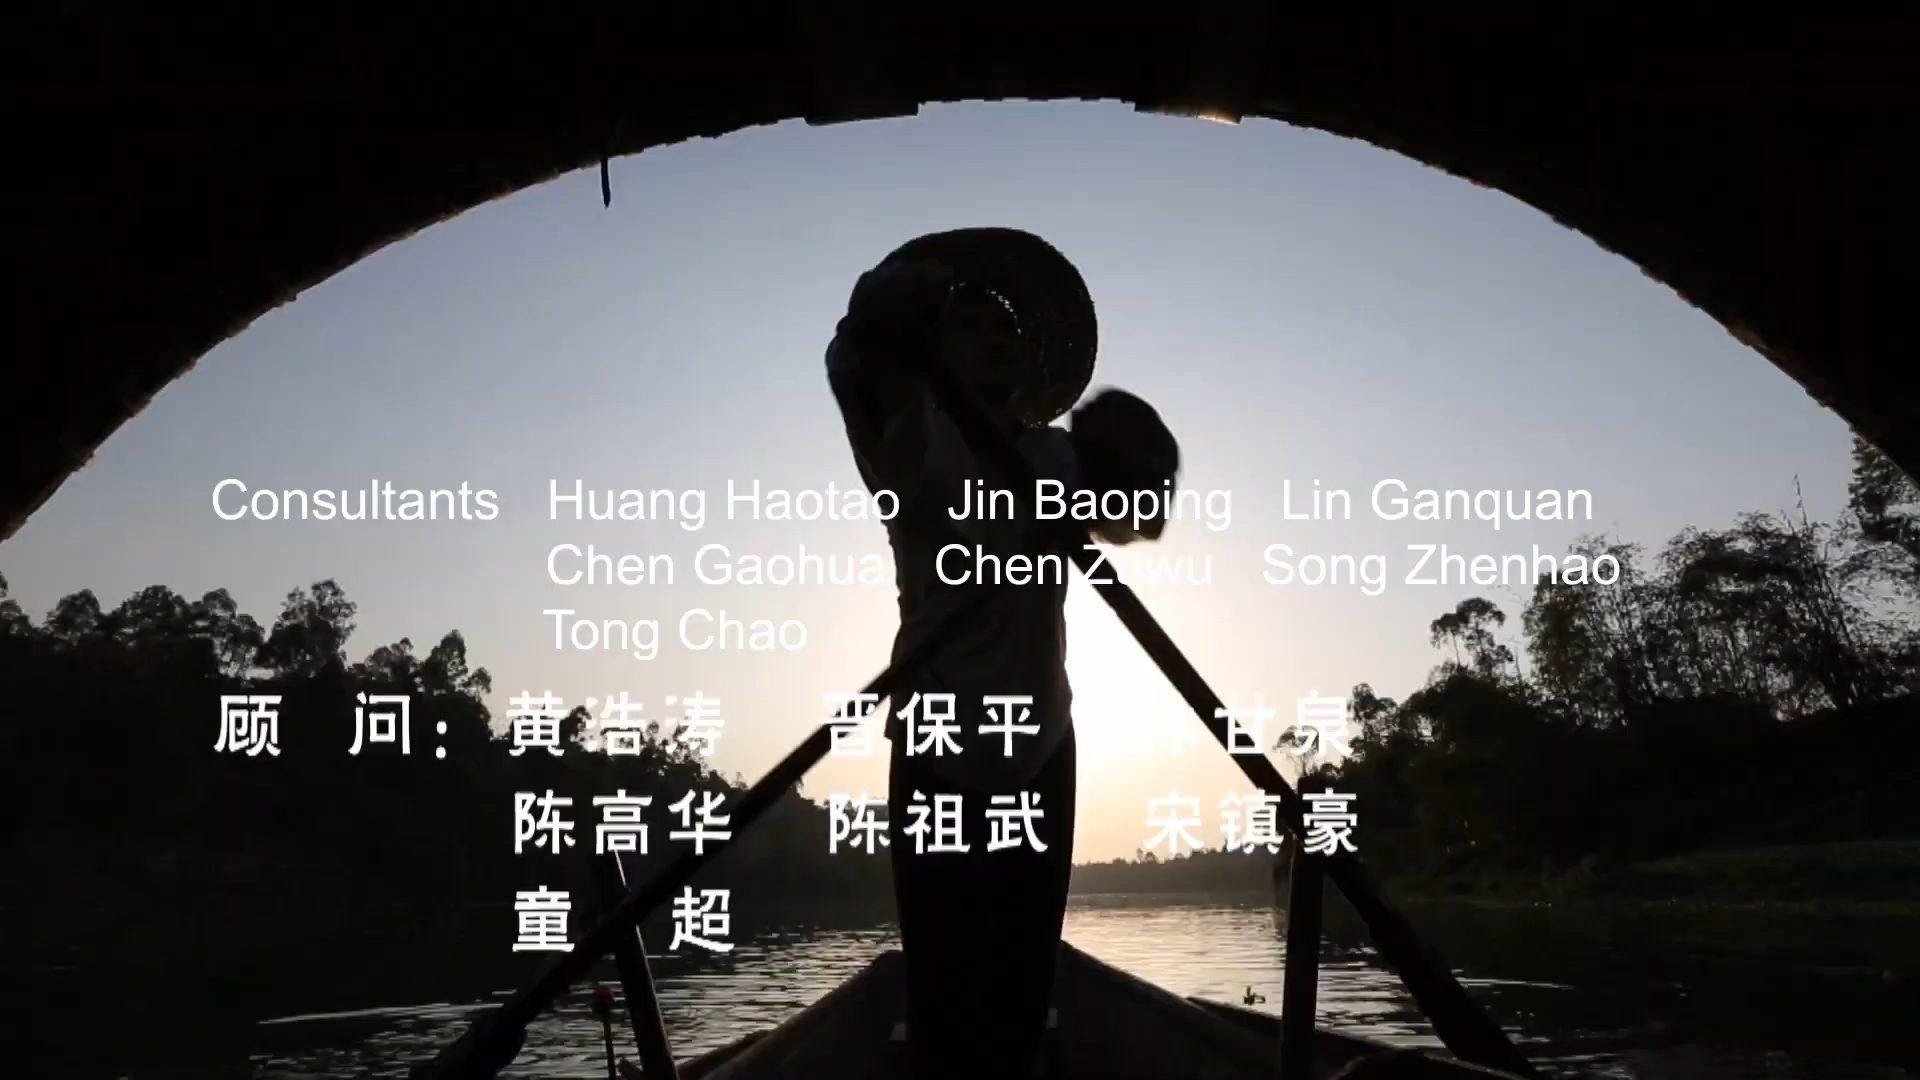 Consultants Huang Haotao Jin Baoping Lin Ganquan
Chen Gaohua Chen Zuwu Song Zhenhao
Tong Chao
顾 问：黄浩涛 晋保平 林甘泉
陈高华 陈祖武 宋镇豪
童 超